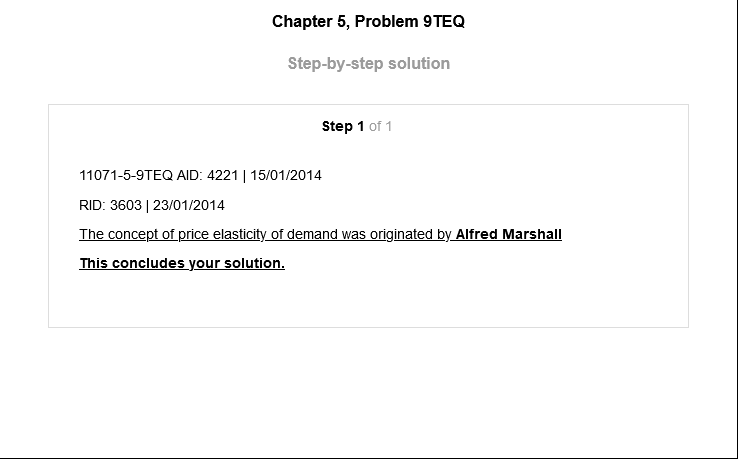 Chapter 5, Problem 9TEQ
Step-by-step solution
Step 1 of 1
11071-5-9TEQ AID: 4221 | 15/01/2014
RID: 3603 | 23/01/2014
The concept of price elasticity of demand was originated by Alfred Marshall
This concludes your solution.